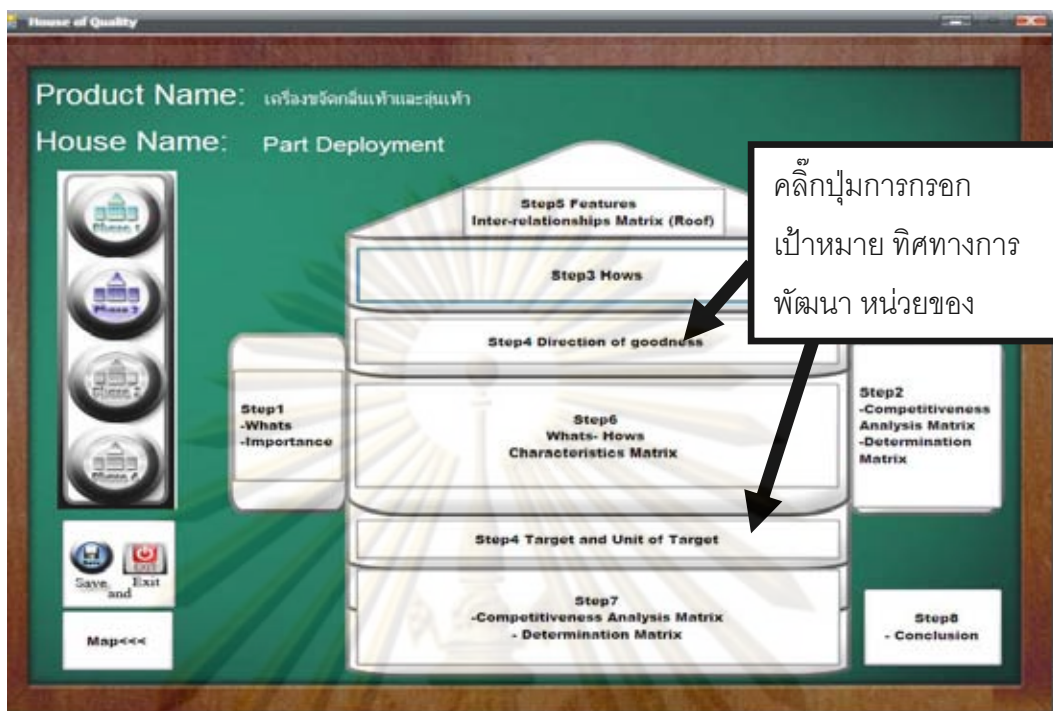 House of Quality
Product Name: เครื่องขจัดกลิ่นเท้าและอุ่นเท้า
House Name: Part Deployment
คลิ๊กปุ่มการกรอก
เป้าหมาย ทิศทางการ
พัฒนา หน่วยของ
Phase 1
Phase 2
Phase 4
Step5 Features
Inter-relationships Matrix (Roof)
Step3 Hows
Step4 Direction of goodness
Step1
-Whats
-Importance
Step6
Whats- Hows
Characteristics Matrix
Step2
-Competitiveness
Analysis Matrix
-Determination
Matrix
Step4 Target and Unit of Target
Step7
-Competitiveness Analysis Matrix
- Determination Matrix
Step8
- Conclusion
EXIT
Save Exit
and
Map<<<